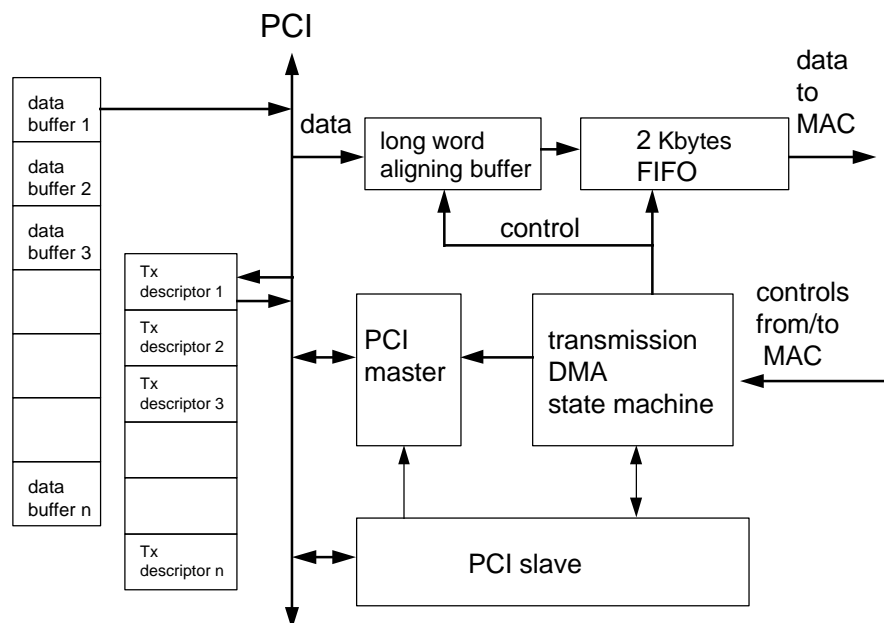 PCI
data
buffer 1
data
buffer 2
data
buffer 3
data
buffer n
Tx
descriptor 1
Tx
descriptor 2
Tx
descriptor 3
Tx
descriptor n
data
long word
aligning buffer
2 Kbytes
FIFO
data
to
MAC
control
PCI
master
transmission
DMA
state machine
controls
from/to
MAC
PCI slave